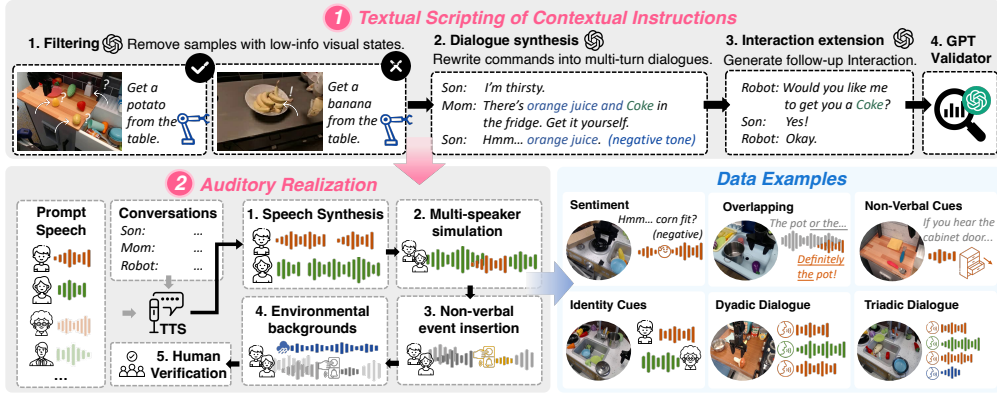 1 Textual Scripting of Contextual Instructions
1. Filtering Remove samples with low-info visual states.
Get a
potato
from the
table.
Get a
banana
from the
table.
2. Dialogue synthesis
Rewrite commands into multi-turn dialogues.
Son: I'm thirsty.
Mom: There's orange juice and Coke in
the fridge. Get it yourself.
Son: Hmm... orange juice. (negative tone)
3. Interaction extension
Generate follow-up Interaction.
Robot: Would you like me
to get you a Coke?
Son: Yes!
Robot: Okay.
4. GPT
Validator
2 Auditory Realization
Prompt
Speech
...
Conversations
Son: ...
Mom: ...
Robot: ...
TTS
1. Speech Synthesis
2. Multi-speaker
simulation
3. Non-verbal
event insertion
4. Environmental
backgrounds
5. Human
Verification
Data Examples
Sentiment
Hmm... corn fit?
(negative)
Overlapping
The pot or the...
Definitely
the pot!
Non-Verbal Cues
If you hear the
cabinet door...
Identity Cues
Dyadic Dialogue
Triadic Dialogue